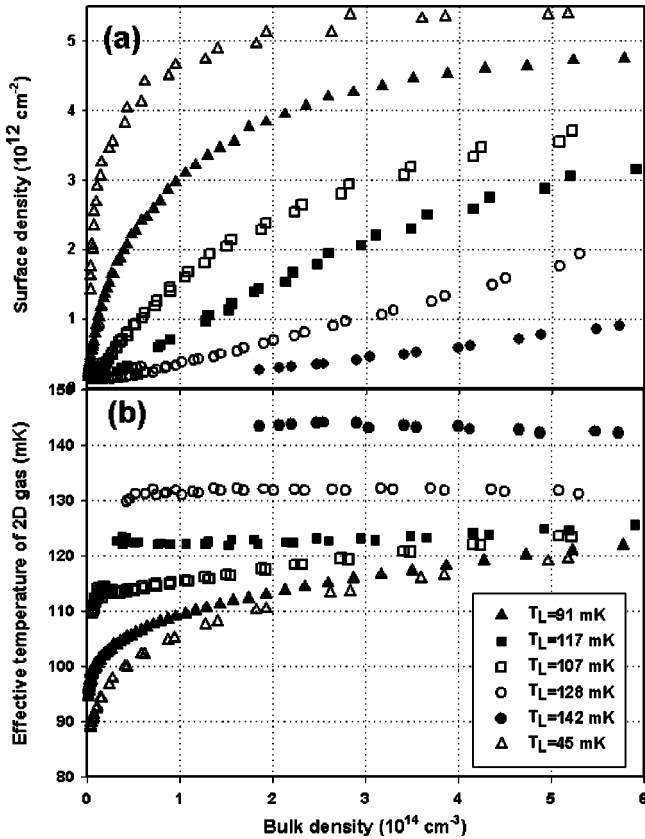 (a)
Surface density (10¹² cm⁻²)
5
4
3
2
1
0
(b)
Effective temperature of 2D gas (mK)
150
140
130
120
110
100
90
80
T_L=91 mK
T_L=117 mK
T_L=107 mK
T_L=128 mK
T_L=142 mK
T_L=45 mK
0 1 2 3 4 5 6
Bulk density (10¹⁴ cm⁻³)